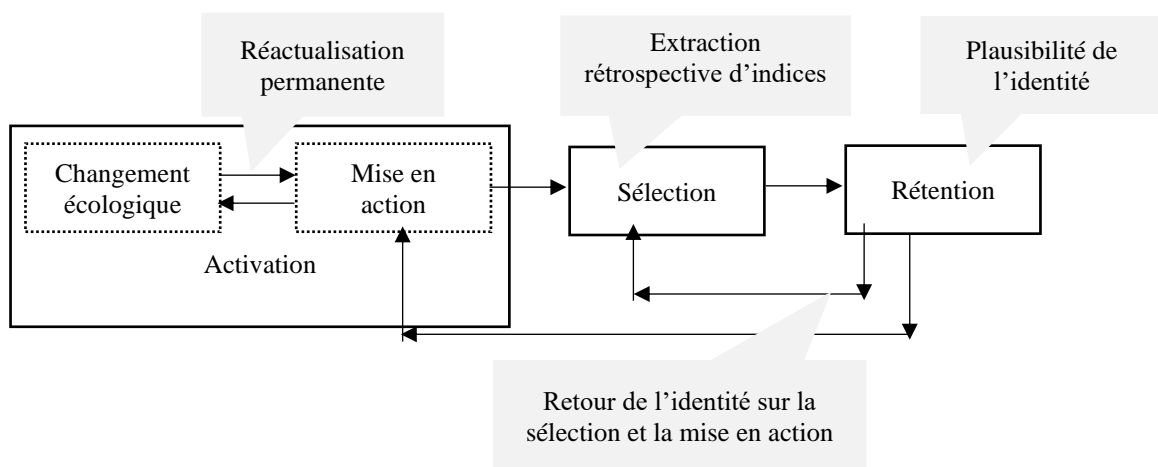 Réactualisation
permanente
Extraction
rétrospective d’indices
Plausibilité de
l’identité
Changement
écologique
Mise en
action
Sélection
Rétention
Activation
Retour de l’identité sur la
sélection et la mise en action